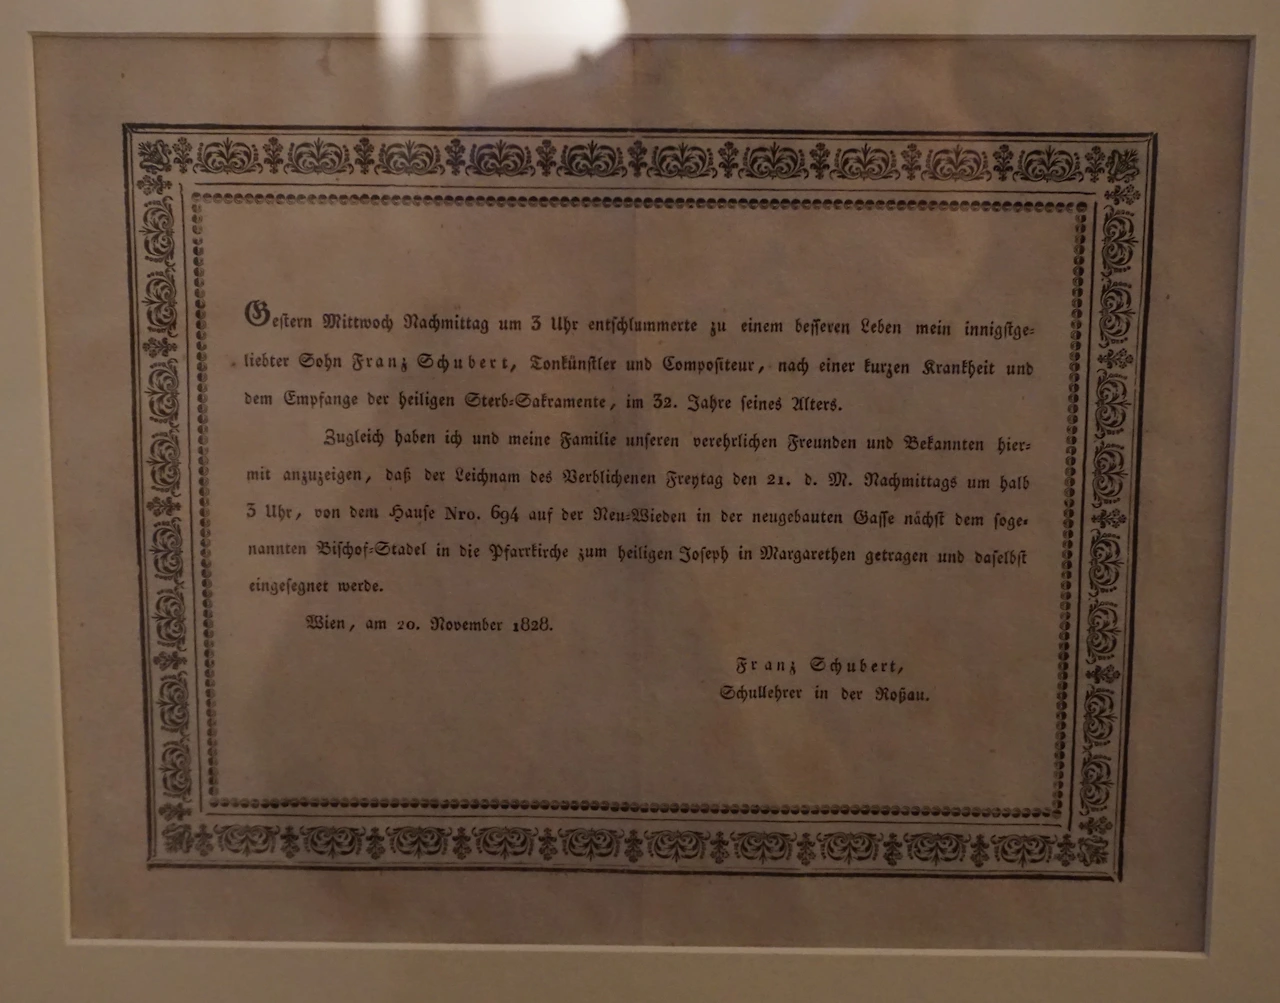 Gestern Mittwoch Nachmittag um 3 Uhr entschlummerte zu einem besseren Leben mein innigstge-
liebter Sohn Franz Schubert, Tonkünstler und Compositeur, nach einer kurzen Krankheit und
dem Empfange der heiligen Sterb-Sakramente, im 32. Jahre seines Alters.
Zugleich haben ich und meine Familie unseren verehrlichen Freunden und Bekannten hier-
mit anzuzeigen, daß der Leichnam des Verblichenen Freytag den 21. d. M. Nachmittags um halb
3 Uhr, von dem Hause Nro. 694 auf der Neu-Wieden in der neugebauten Gasse nächst dem soge-
nannten Bischof-Stadel in die Pfarrkirche zum heiligen Joseph in Margarethen getragen und daselbst
eingesegnet werde.
Wien, am 20. November 1828.
Franz Schubert,
Schullehrer in der Roßau.